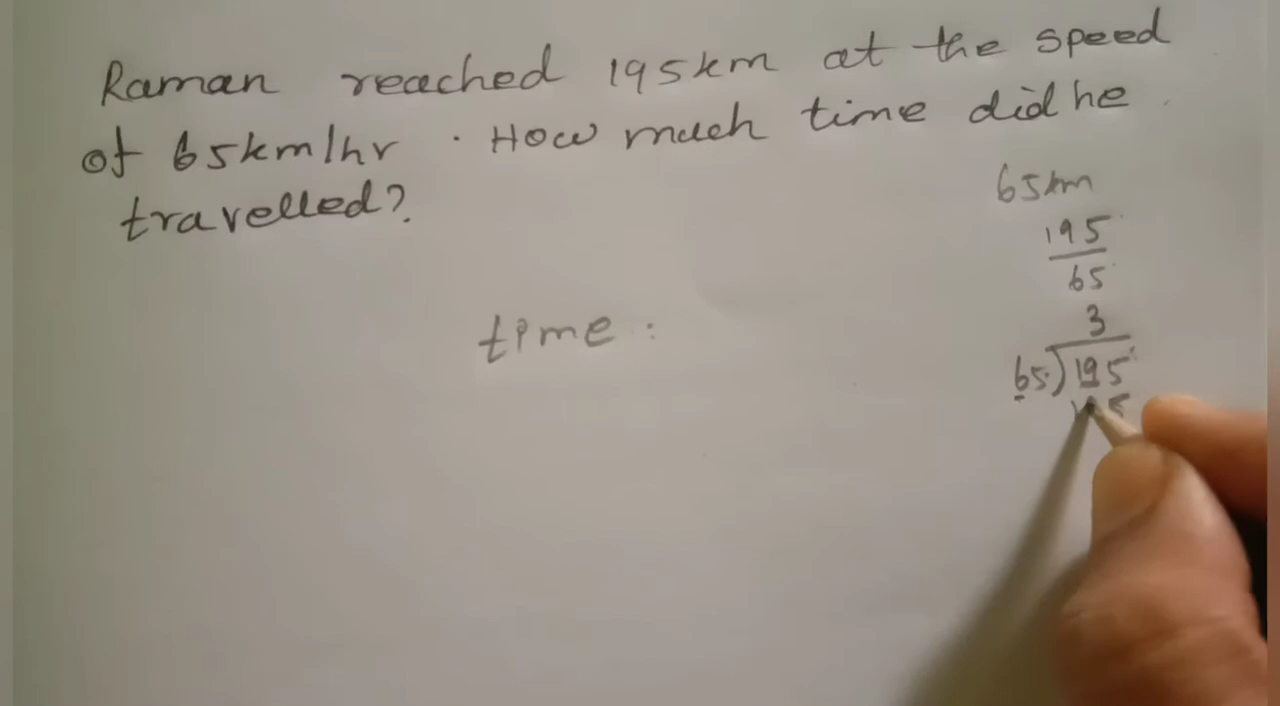 Raman reached 195km at the speed
of 65km/hr. How much time did he
travelled?
65km
195
65
time:
3
65)195